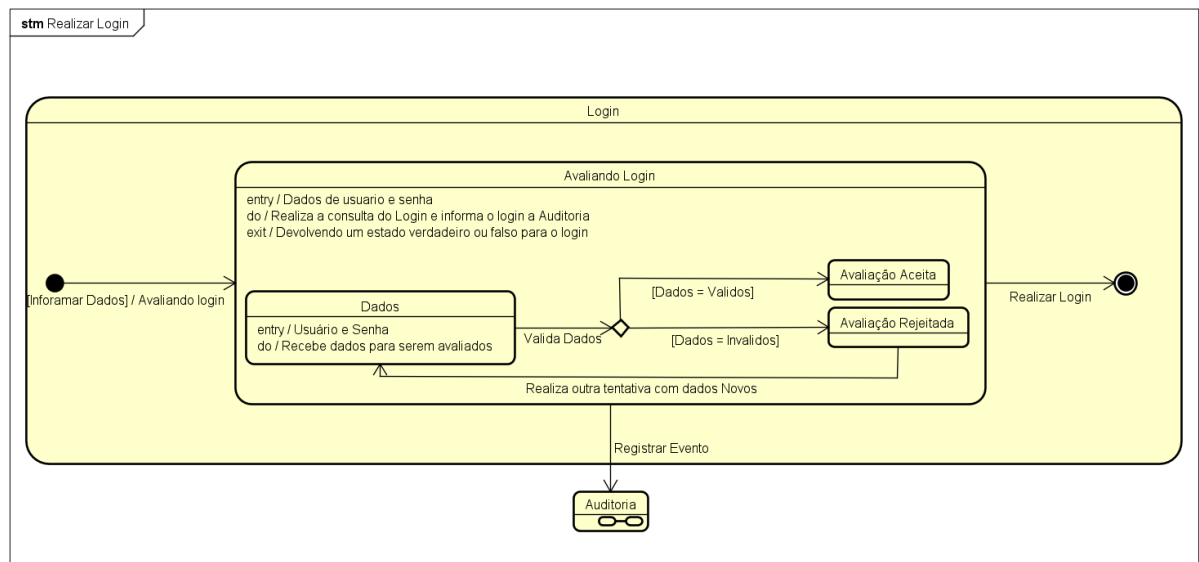 stm Realizar Login
Login
Avaliando Login
entry / Dados de usuario e senha
do / Realiza a consulta do Login e informa o login a Auditoria
exit / Devolvendo um estado verdadeiro ou falso para o login
[Inforamar Dados] / Avaliando login
Dados
entry / Usuário e Senha
do / Recebe dados para serem avaliados
Valida Dados
[Dados = Validos]
Avaliação Aceita
[Dados = Invalidos]
Avaliação Rejeitada
Realiza outra tentativa com dados Novos
Realizar Login
Registrar Evento
Auditoria